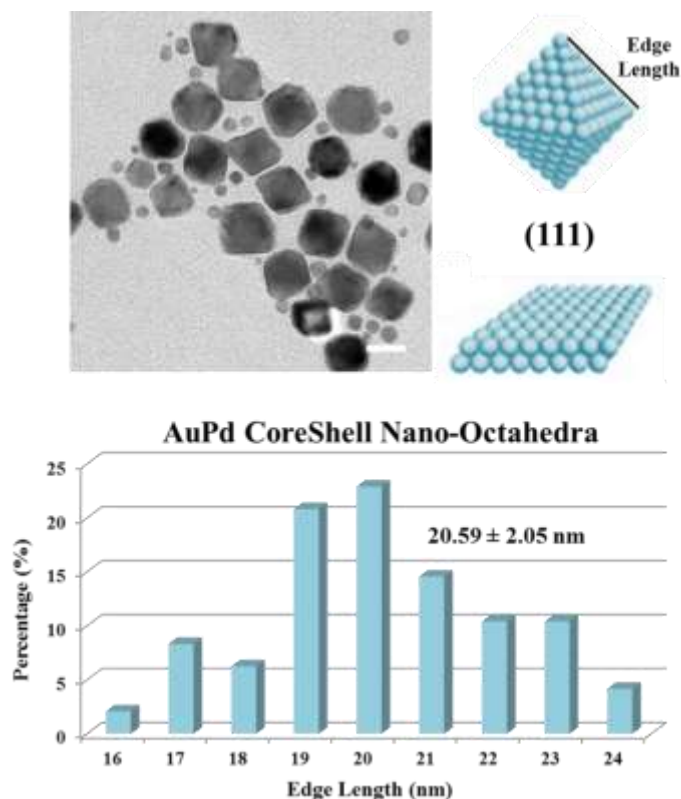 Edge
Length
(111)
AuPd CoreShell Nano-Octahedra
25
20
15
10
5
0
Percentage (%)
20.59 ± 2.05 nm
16 17 18 19 20 21 22 23 24
Edge Length (nm)